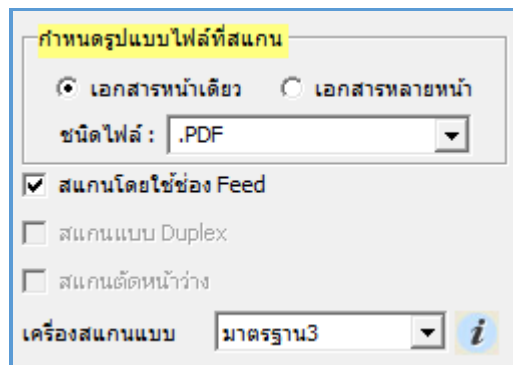 กำหนดรูปแบบไฟล์ที่สแกน
เอกสารหน้าเดียว เอกสารหลายหน้า
ชนิดไฟล์ : .PDF
สแกนโดยใช้ช่อง Feed
สแกนแบบ Duplex
สแกนตัดหน้าว่าง
เครื่องสแกนแบบ มาตรฐาน3 i